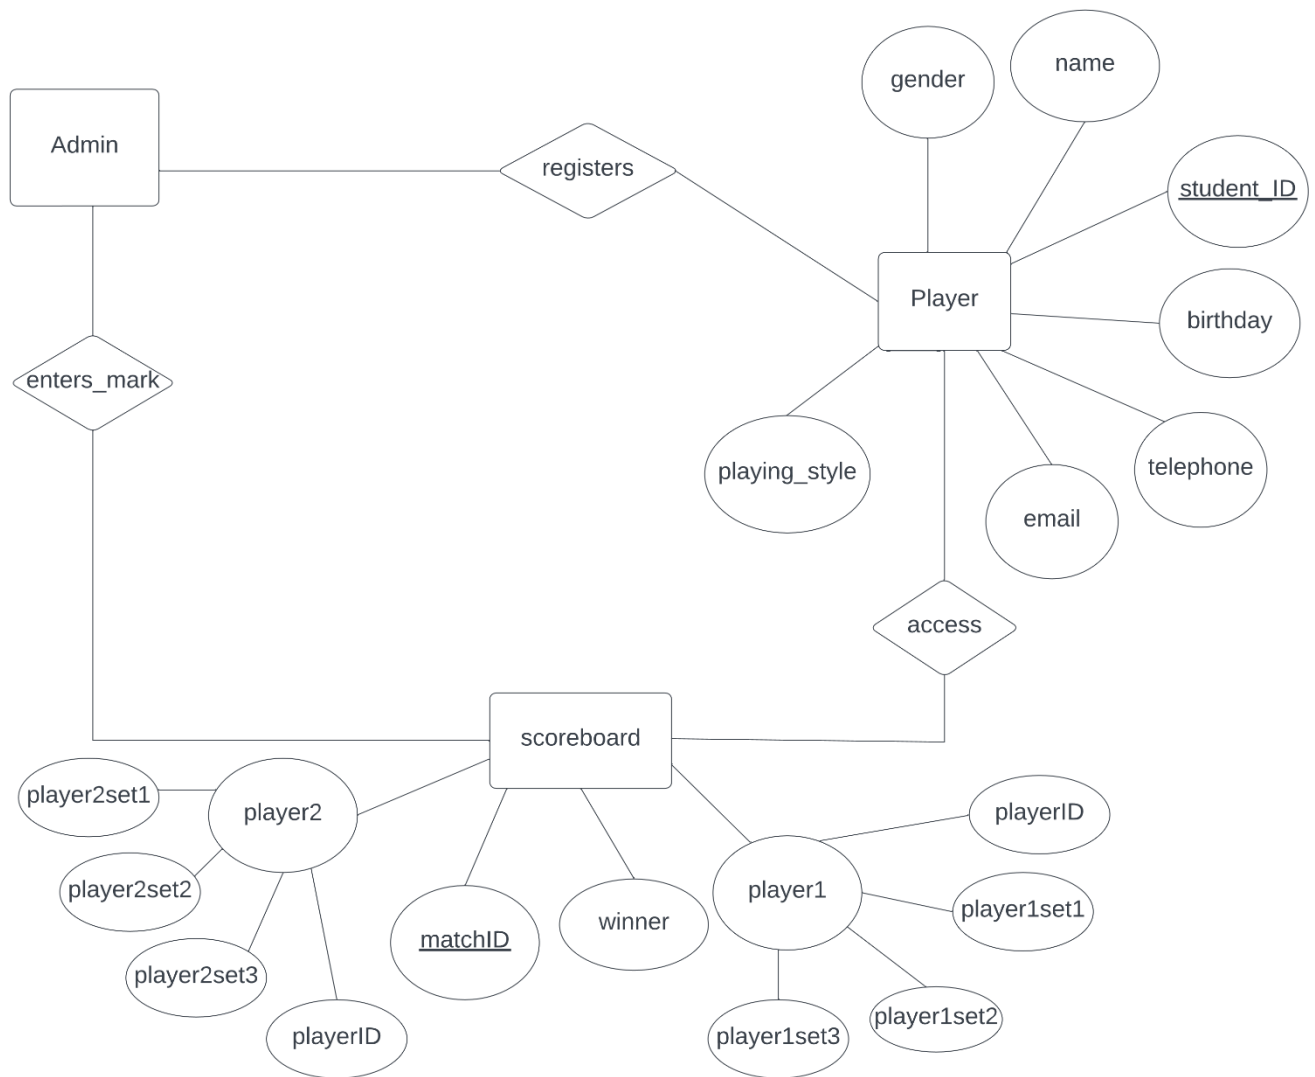 name
gender
Admin
registers
student_ID
Player
birthday
enters_mark
telephone
playing_style
email
access
scoreboard
player2set1
player2
playerID
player2set2
player1
player1set1
winner
matchID
player2set3
player1set2
playerID
player1set3